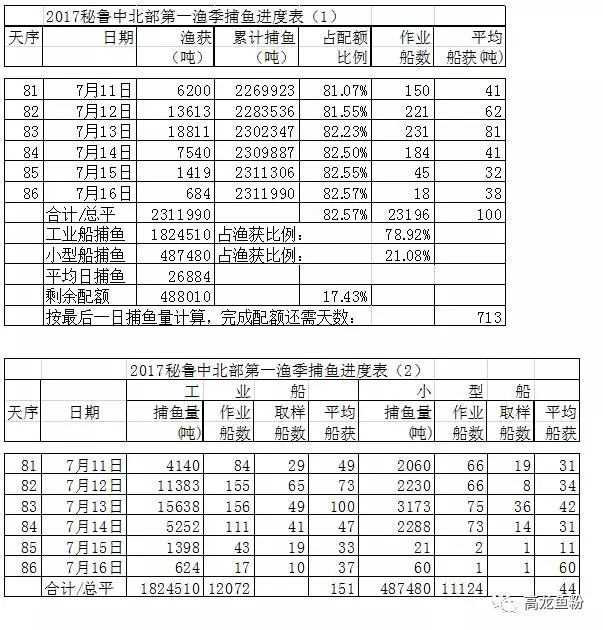 2017秘鲁中北部第一渔季捕鱼进度表（1）
天序 日期 渔获（吨） 累计捕鱼（吨） 占配额比例 作业船数 平均船获(吨)
81 7月11日 6200 2269923 81.07% 150 41
82 7月12日 13613 2283536 81.55% 221 62
83 7月13日 18811 2302347 82.23% 231 81
84 7月14日 7540 2309887 82.50% 184 41
85 7月15日 1419 2311306 82.55% 45 32
86 7月16日 684 2311990 82.57% 18 38
合计/总平 2311990 82.57% 23196 100
工业船捕鱼 1824510 占渔获比例： 78.92%
小型船捕鱼 487480 占渔获比例： 21.08%
平均日捕鱼 26884
剩余配额 488010 17.43%
按最后一日捕鱼量计算，完成配额还需天数： 713
2017秘鲁中北部第一渔季捕鱼进度表（2）
工 业 船 小 型 船
天序 日期 捕鱼量(吨) 作业船数 取样船数 平均船获 捕鱼量(吨) 作业船数 取样船数 平均船获
81 7月11日 4140 84 29 49 2060 66 19 31
82 7月12日 11383 155 65 73 2230 66 8 34
83 7月13日 15638 156 49 100 3173 75 36 42
84 7月14日 5252 111 41 47 2288 73 14 31
85 7月15日 1398 43 19 33 21 2 1 11
86 7月16日 624 17 10 37 60 1 1 60
合计/总平 1824510 12072 151 487480 11124 44
高龙鱼粉